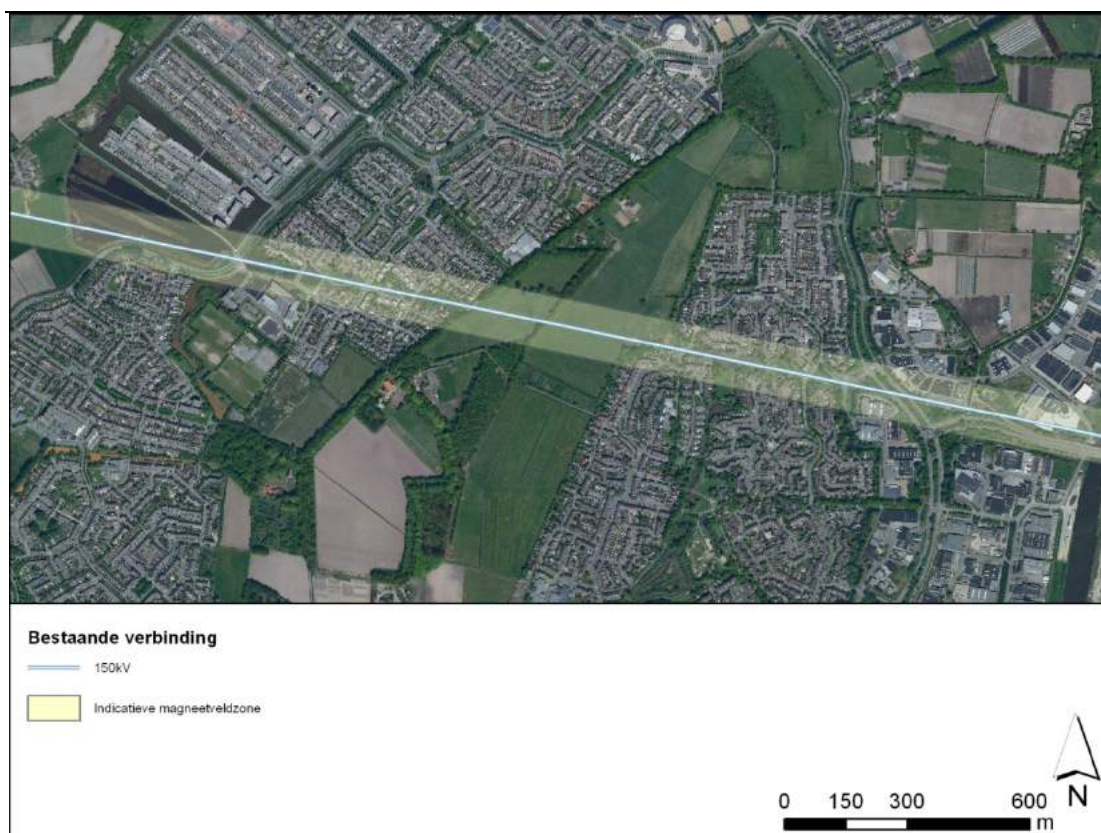 Bestaande verbinding
150kV
Indicatieve magneetveldzone
N
0 150 300 600
m